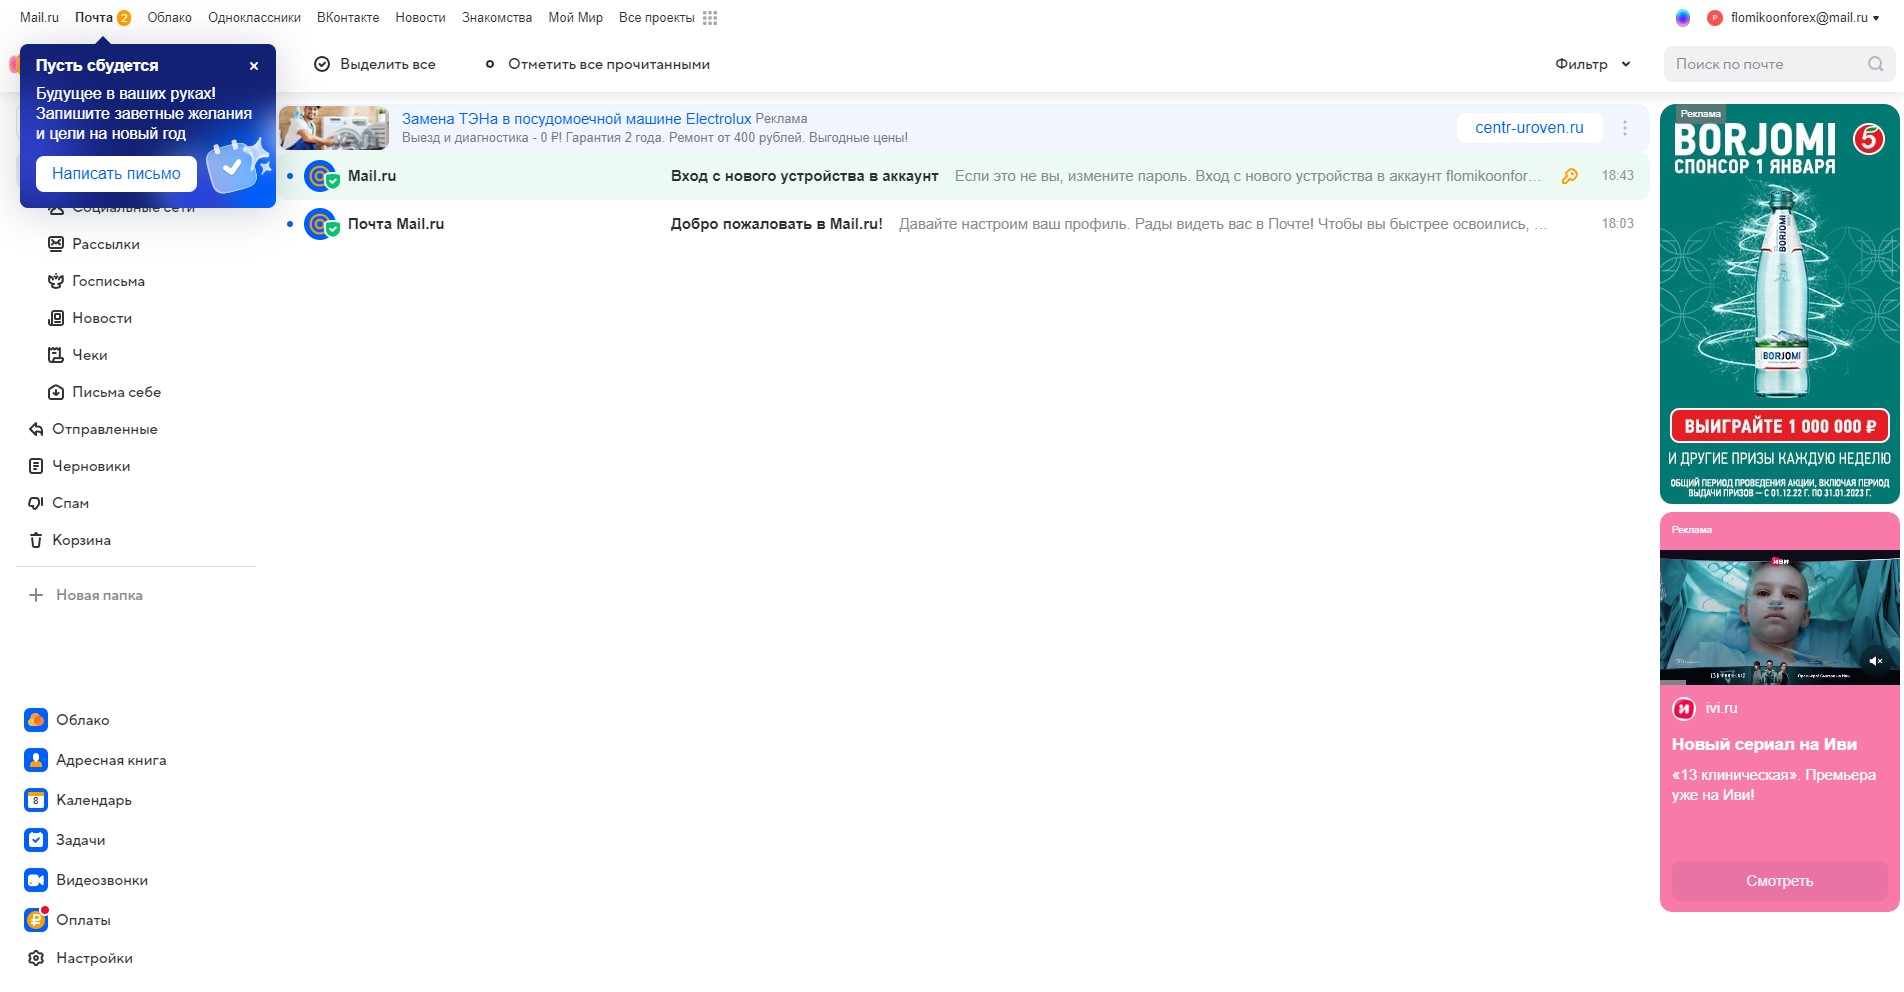 Mail.ru Почта 2 Облако Одноклассники ВКонтакте Новости Знакомства Мой Мир Все проекты
Р flomikoonforex@mail.ru
Пусть сбудется
Будущее в ваших руках!
Запишите заветные желания
и цели на новый год
Написать письмо
Выделить все Отметить все прочитанными Фильтр Поиск по почте
Замена ТЭНа в посудомоечной машине Electrolux Реклама
Выезд и диагностика - 0 ₽! Гарантия 2 года. Ремонт от 400 рублей. Выгодные цены!
centr-uroven.ru
Mail.ru Вход с нового устройства в аккаунт Если это не вы, измените пароль. Вход с нового устройства в аккаунт flomikoonfor... 18:43
Почта Mail.ru Добро пожаловать в Mail.ru! Давайте настроим ваш профиль. Рады видеть вас в Почте! Чтобы вы быстрее освоились, ... 18:03
Социальные сети
Рассылки
Госписьма
Новости
Чеки
Письма себе
Отправленные
Черновики
Спам
Корзина
Новая папка
Облако
Адресная книга
8
Календарь
Задачи
Видеозвонки
Оплаты
Настройки
Реклама
BORJOMI
5
СПОНСОР 1 ЯНВАРЯ
BORJOMI
BORJOMI
ВЫИГРАЙТЕ 1 000 000 ₽
И ДРУГИЕ ПРИЗЫ КАЖДУЮ НЕДЕЛЮ
ОБЩИЙ ПЕРИОД ПРОВЕДЕНИЯ АКЦИИ, ВКЛЮЧАЯ ПЕРИОД
ВЫДАЧИ ПРИЗОВ — С 01.12.22 Г. ПО 31.01.2023 Г.
Реклама
иви
Премьера! Смотрите на Иви
ivi.ru
Новый сериал на Иви
«13 клиническая». Премьера
уже на Иви!
Смотреть